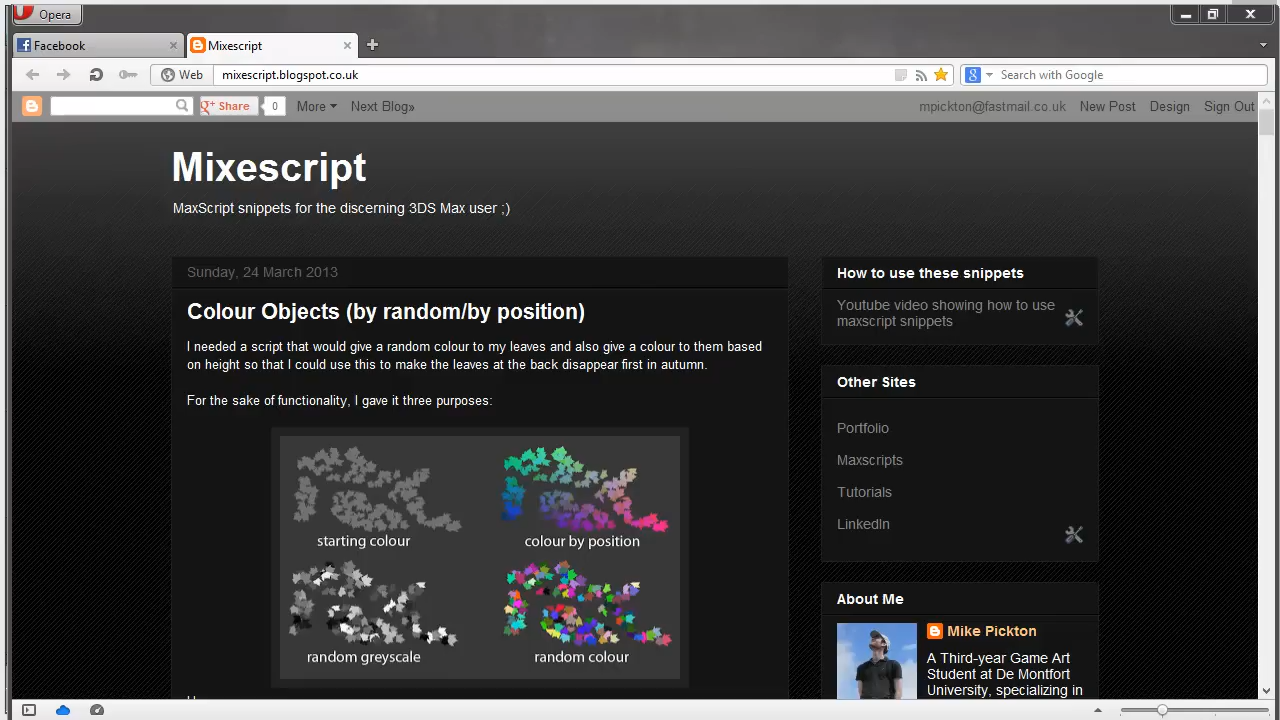 Opera
Facebook
Mixescript
Web
mixescript.blogspot.co.uk
Search with Google
Share
0
More
Next Blog»
mpickton@fastmail.co.uk
New Post
Design
Sign Out
Mixescript
MaxScript snippets for the discerning 3DS Max user ;)
Sunday, 24 March 2013
Colour Objects (by random/by position)
I needed a script that would give a random colour to my leaves and also give a colour to them based
on height so that I could use this to make the leaves at the back disappear first in autumn.
For the sake of functionality, I gave it three purposes:
starting colour
colour by position
random greyscale
random colour
How to use these snippets
Youtube video showing how to use
maxscript snippets
Other Sites
Portfolio
Maxscripts
Tutorials
LinkedIn
About Me
Mike Pickton
A Third-year Game Art
Student at De Montfort
University, specializing in